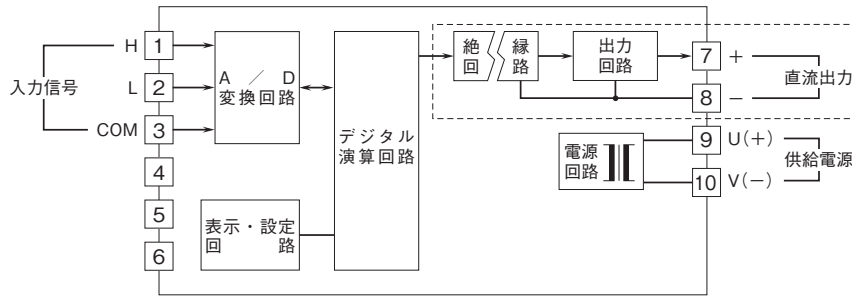 入力信号
H 1
L 2
COM 3
4
5
6
A ／ D
変換回路
表示・設定
回 路
デジタル
演算回路
絶 縁
回 路
出力
回路
7 ＋
8 －
直流出力
電源
回路
9 U(＋)
10 V(－)
供給電源